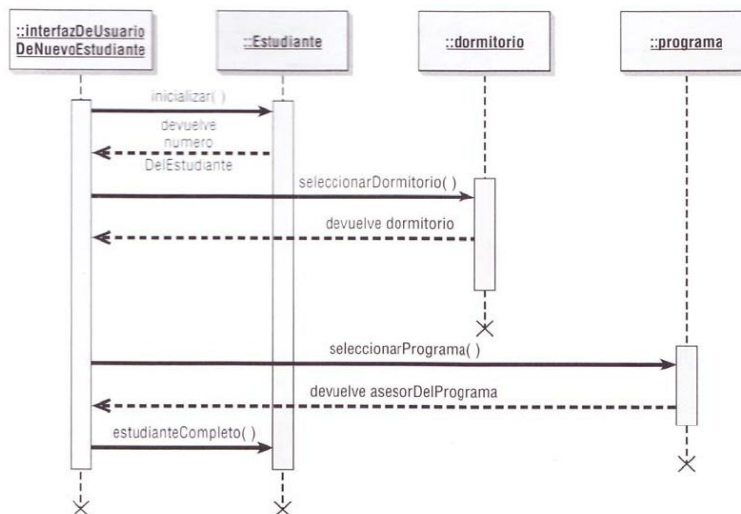 ::interfazDeUsuario
DeNuevoEstudiante
::Estudiante
::dormitorio
::programa
inicializar( )
devuelve
numero
DelEstudiante
seleccionarDormitorio( )
devuelve dormitorio
seleccionarPrograma( )
devuelve asesorDelPrograma
estudianteCompleto( )